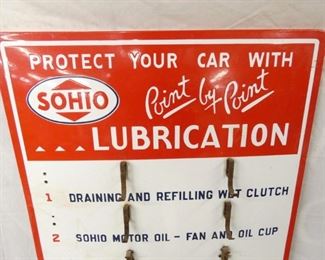 PROTECT YOUR CAR WITH
SOHIO Point by Point
...LUBRICATION
1 DRAINING AND REFILLING WET CLUTCH
2 SOHIO MOTOR OIL - FAN AND OIL CUP